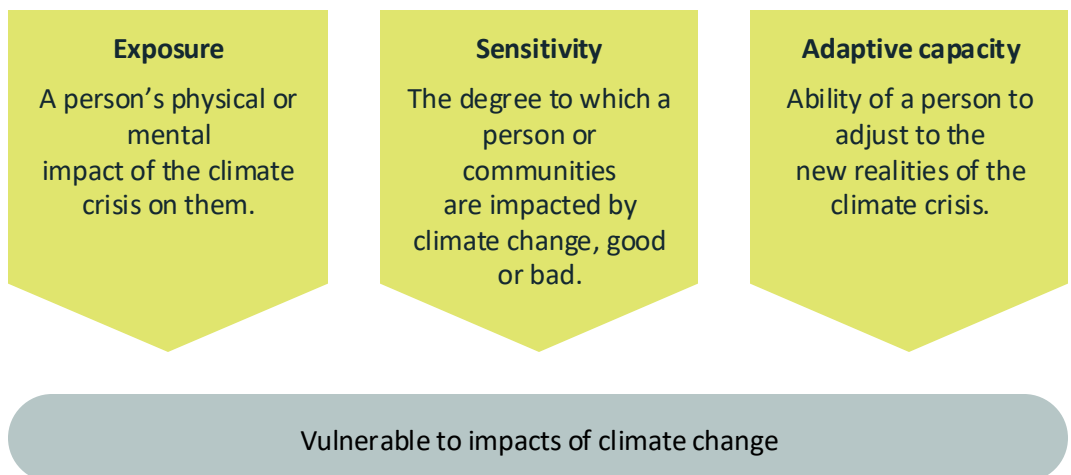 Exposure
A person’s physical or
mental
impact of the climate
crisis on them.
Sensitivity
The degree to which a
person or
communities
are impacted by
climate change, good
or bad.
Adaptive capacity
Ability of a person to
adjust to the
new realities of the
climate crisis.
Vulnerable to impacts of climate change